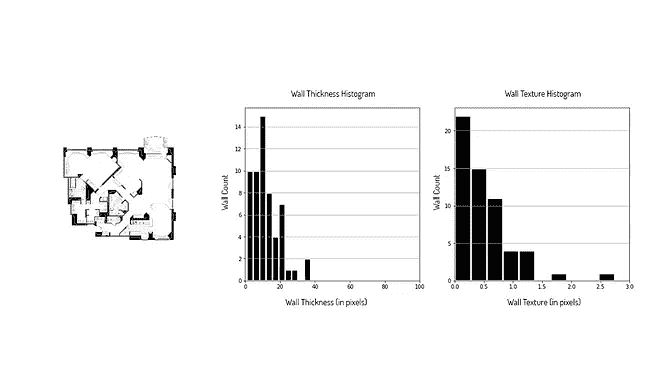 Wall Thickness Histogram
14
12
10
8
6
4
2
0
Wall Count
0 20 40 60 80 100
Wall Thickness (in pixels)
Wall Texture Histogram
20
15
10
5
0
Wall Count
0.0 0.5 1.0 1.5 2.0 2.5 3.0
Wall Texture (in pixels)